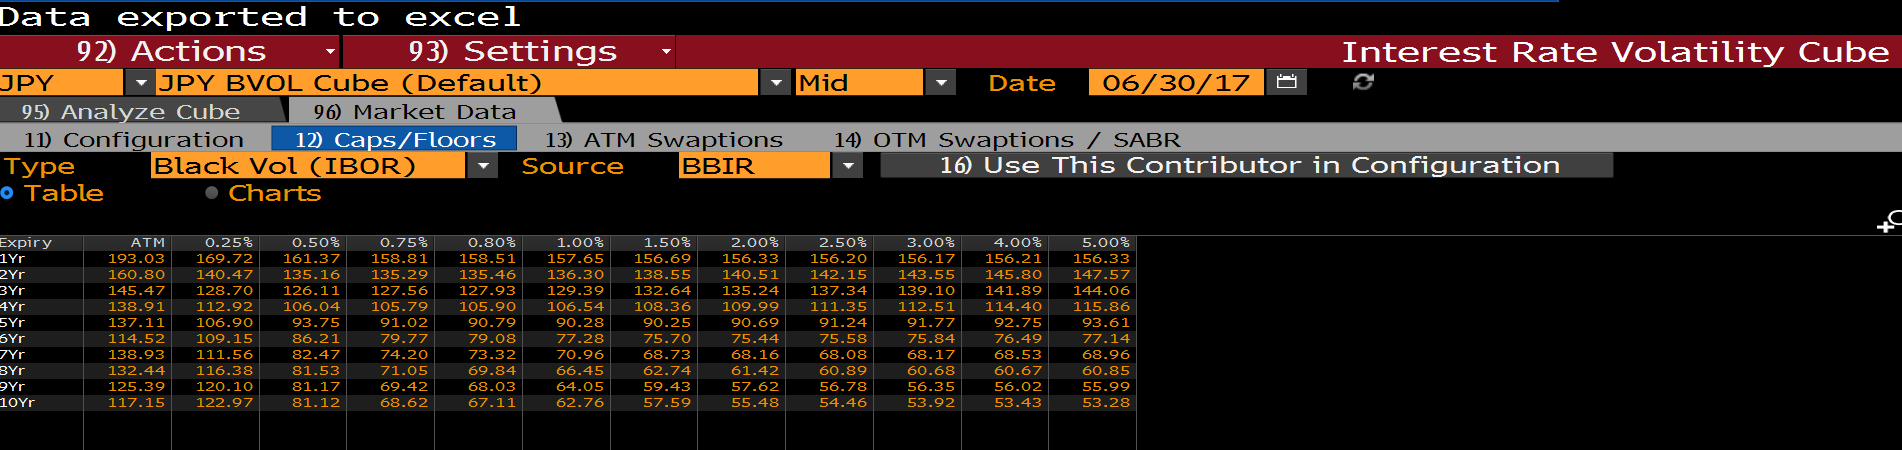 Data exported to excel
92) Actions 93) Settings Interest Rate Volatility Cube
JPY JPY BVOL Cube (Default) Mid Date 06/30/17
95) Analyze Cube 96) Market Data
11) Configuration 12) Caps/Floors 13) ATM Swaptions 14) OTM Swaptions / SABR
Type Black Vol (IBOR) Source BBIR 16) Use This Contributor in Configuration
Table Charts
Expiry ATM 0.25% 0.50% 0.75% 0.80% 1.00% 1.50% 2.00% 2.50% 3.00% 4.00% 5.00%
1Yr 193.03 169.72 161.37 158.81 158.51 157.65 156.69 156.33 156.20 156.17 156.21 156.33
2Yr 160.80 140.47 135.16 135.29 135.46 136.30 138.55 140.51 142.15 143.55 145.80 147.57
3Yr 145.47 128.70 126.11 127.56 127.93 129.39 132.64 135.24 137.34 139.10 141.89 144.06
4Yr 138.91 112.92 106.04 105.79 105.90 106.54 108.36 109.99 111.35 112.51 114.40 115.86
5Yr 137.11 106.90 93.75 91.02 90.79 90.28 90.25 90.69 91.24 91.77 92.75 93.61
6Yr 114.52 109.15 86.21 79.77 79.08 77.28 75.70 75.44 75.58 75.84 76.49 77.14
7Yr 138.93 111.56 82.47 74.20 73.32 70.96 68.73 68.16 68.08 68.17 68.53 68.96
8Yr 132.44 116.38 81.53 71.05 69.84 66.45 62.74 61.42 60.89 60.68 60.67 60.85
9Yr 125.39 120.10 81.17 69.42 68.03 64.05 59.43 57.62 56.78 56.35 56.02 55.99
10Yr 117.15 122.97 81.12 68.62 67.11 62.76 57.59 55.48 54.46 53.92 53.43 53.28